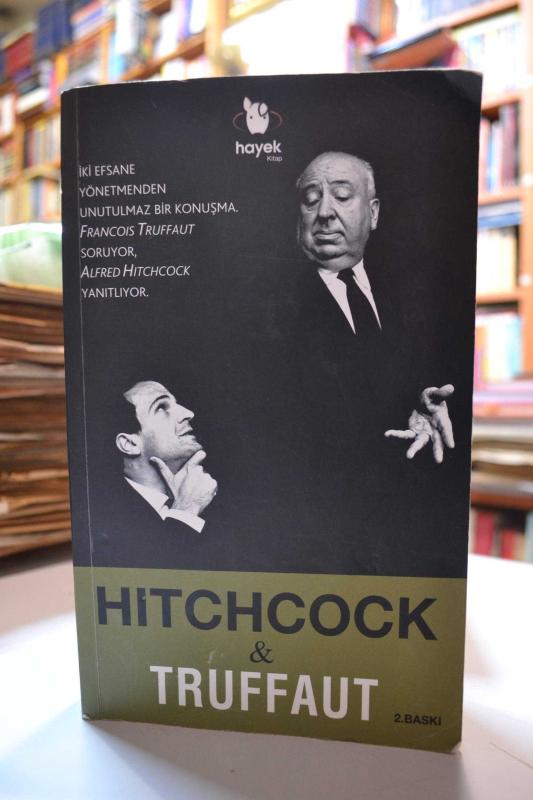 hayek
Kitap
İKİ EFSANE
YÖNETMENDEN
UNUTULMAZ BİR KONUŞMA.
FRANCOIS TRUFFAUT
SORUYOR,
ALFRED HITCHCOCK
YANITLIYOR.
HITCHCOCK
&
TRUFFAUT
2.BASKI